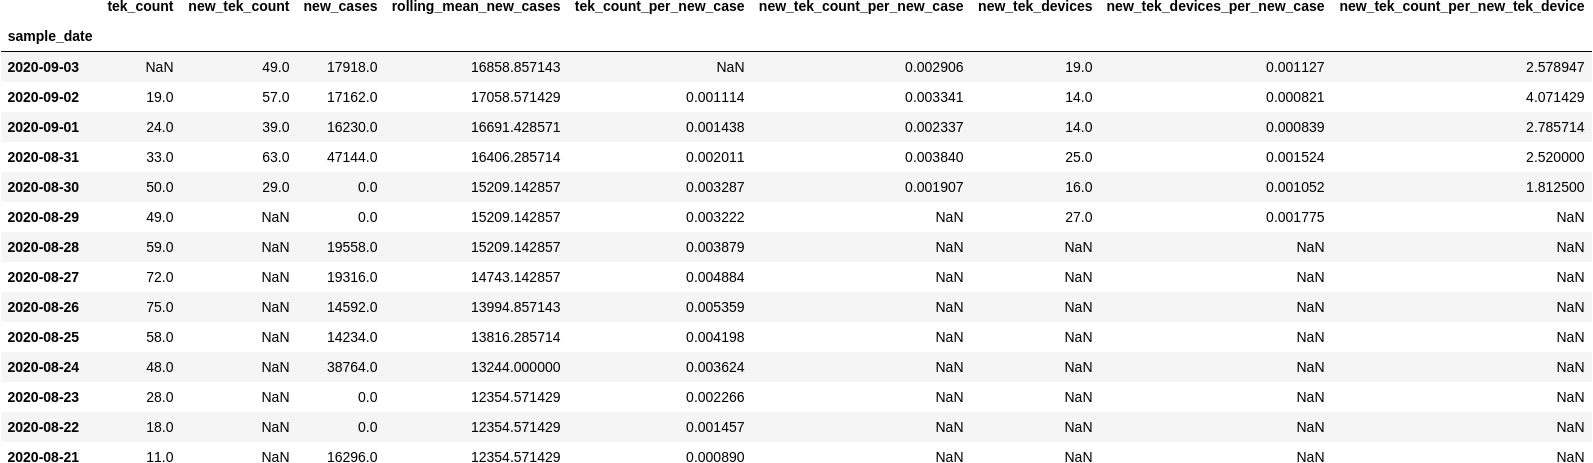 tek_count new_tek_count new_cases rolling_mean_new_cases tek_count_per_new_case new_tek_count_per_new_case new_tek_devices new_tek_devices_per_new_case new_tek_count_per_new_tek_device
sample_date
2020-09-03 NaN 49.0 17918.0 16858.857143 NaN 0.002906 19.0 0.001127 2.578947
2020-09-02 19.0 57.0 17162.0 17058.571429 0.001114 0.003341 14.0 0.000821 4.071429
2020-09-01 24.0 39.0 16230.0 16691.428571 0.001438 0.002337 14.0 0.000839 2.785714
2020-08-31 33.0 63.0 47144.0 16406.285714 0.002011 0.003840 25.0 0.001524 2.520000
2020-08-30 50.0 29.0 0.0 15209.142857 0.003287 0.001907 16.0 0.001052 1.812500
2020-08-29 49.0 NaN 0.0 15209.142857 0.003222 NaN 27.0 0.001775 NaN
2020-08-28 59.0 NaN 19558.0 15209.142857 0.003879 NaN NaN NaN NaN
2020-08-27 72.0 NaN 19316.0 14743.142857 0.004884 NaN NaN NaN NaN
2020-08-26 75.0 NaN 14592.0 13994.857143 0.005359 NaN NaN NaN NaN
2020-08-25 58.0 NaN 14234.0 13816.285714 0.004198 NaN NaN NaN NaN
2020-08-24 48.0 NaN 38764.0 13244.000000 0.003624 NaN NaN NaN NaN
2020-08-23 28.0 NaN 0.0 12354.571429 0.002266 NaN NaN NaN NaN
2020-08-22 18.0 NaN 0.0 12354.571429 0.001457 NaN NaN NaN NaN
2020-08-21 11.0 NaN 16296.0 12354.571429 0.000890 NaN NaN NaN NaN